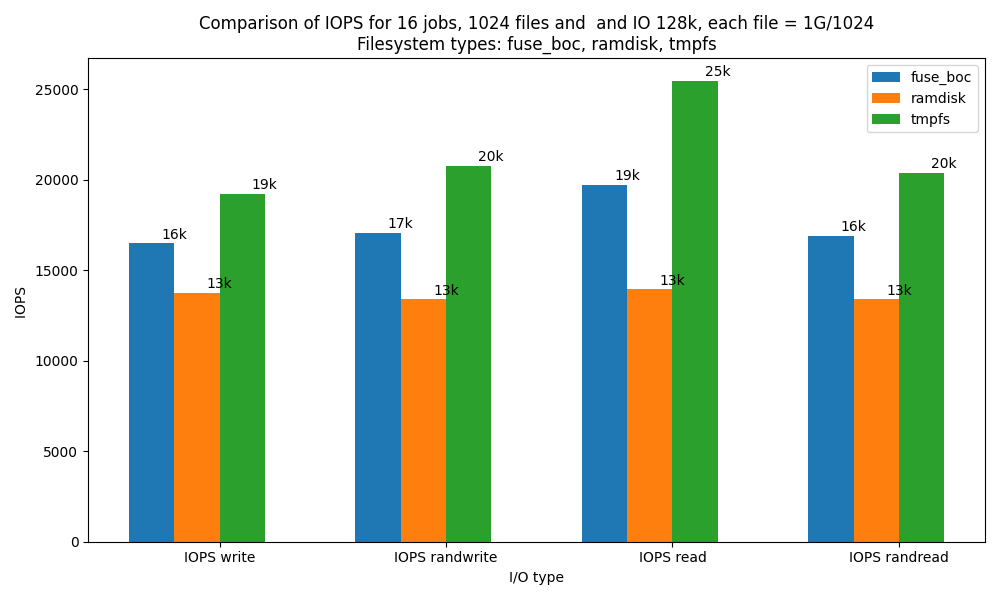 Comparison of IOPS for 16 jobs, 1024 files and  and IO 128k, each file = 1G/1024
Filesystem types: fuse_boc, ramdisk, tmpfs
fuse_boc
ramdisk
tmpfs
IOPS
25000
20000
15000
10000
5000
0
16k
13k
19k
17k
13k
20k
19k
13k
25k
16k
13k
20k
IOPS write
IOPS randwrite
IOPS read
IOPS randread
I/O type